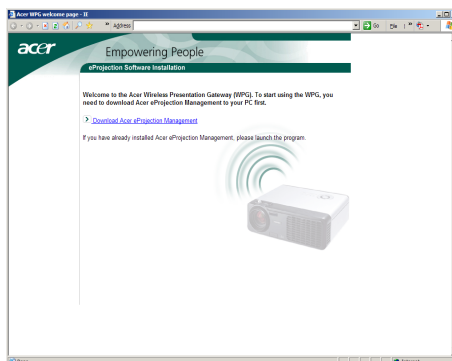 Acer WPG welcome page - II
Address
Go
acer
Empowering People
eProjection Software Installation
Welcome to the Acer Wireless Presentation Gateway (WPG). To start using the WPG, you
need to download Acer eProjection Management to your PC first.
Download Acer eProjection Management
If you have already installed Acer eProjection Management, please launch the program.